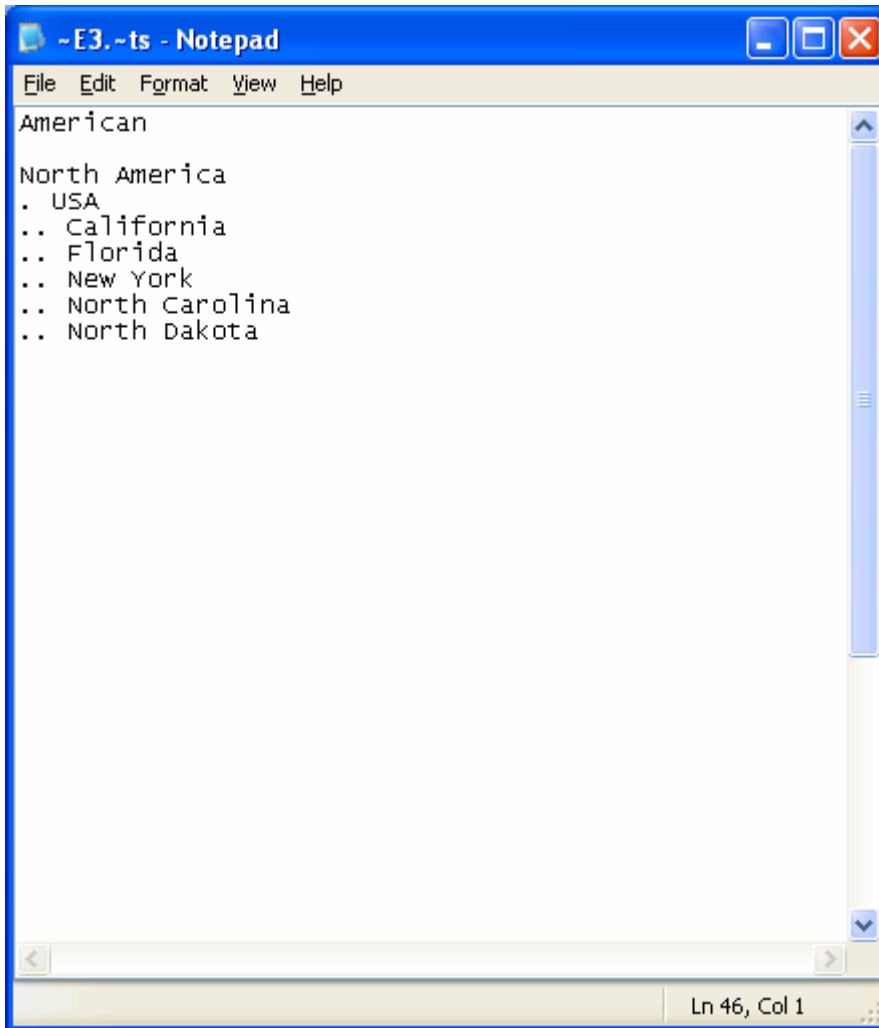 ~E3.~ts - Notepad
File Edit Format View Help
American

North America
. USA
.. California
.. Florida
.. New York
.. North Carolina
.. North Dakota
Ln 46, Col 1